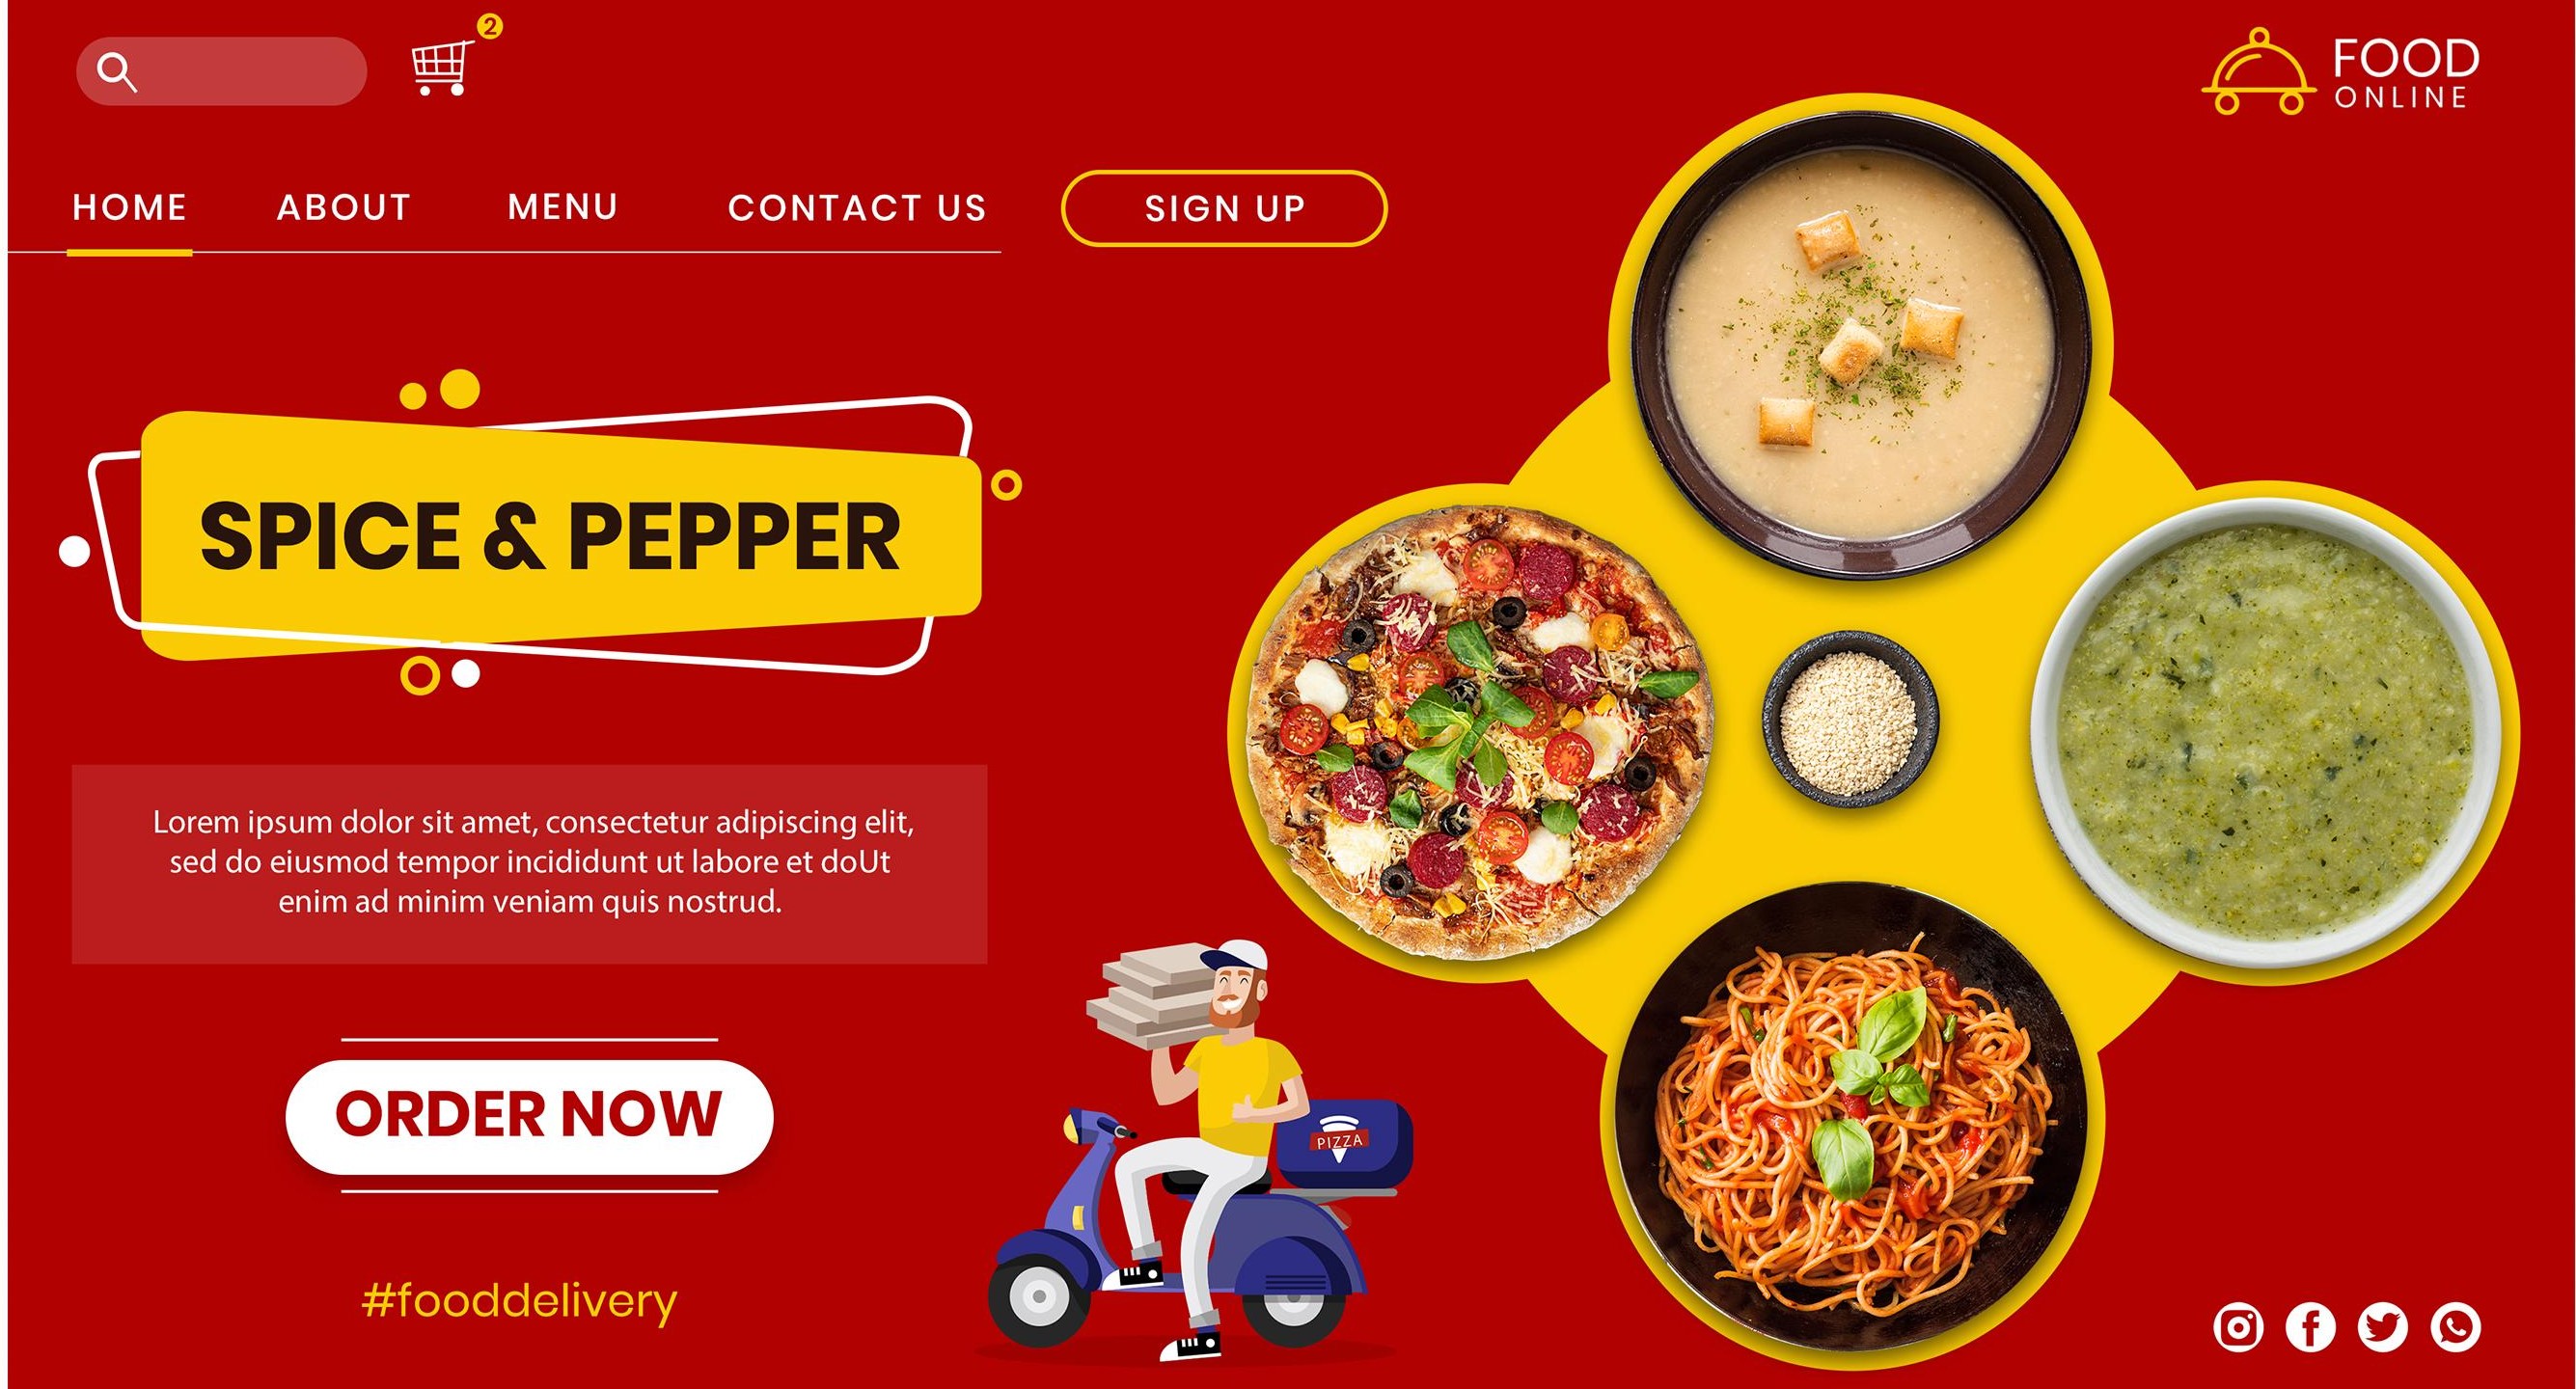 2
FOOD
ONLINE
HOME ABOUT MENU CONTACT US SIGN UP
SPICE & PEPPER
Lorem ipsum dolor sit amet, consectetur adipiscing elit,
sed do eiusmod tempor incididunt ut labore et doUt
enim ad minim veniam quis nostrud.
ORDER NOW
PIZZA
#fooddelivery